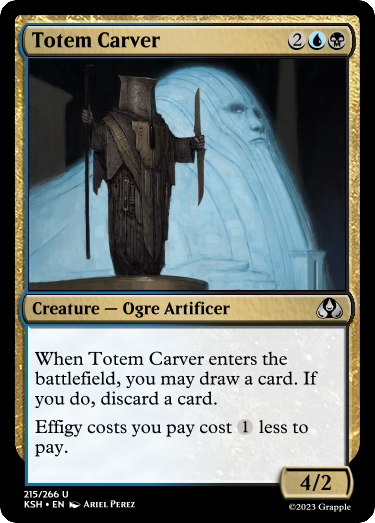 Totem Carver 2
Creature — Ogre Artificer
When Totem Carver enters the
battlefield, you may draw a card. If
you do, discard a card.
Effigy costs you pay cost 1 less to
pay.
4/2
215/266 U
KSH • EN Ariel Perez
©2023 Grapple